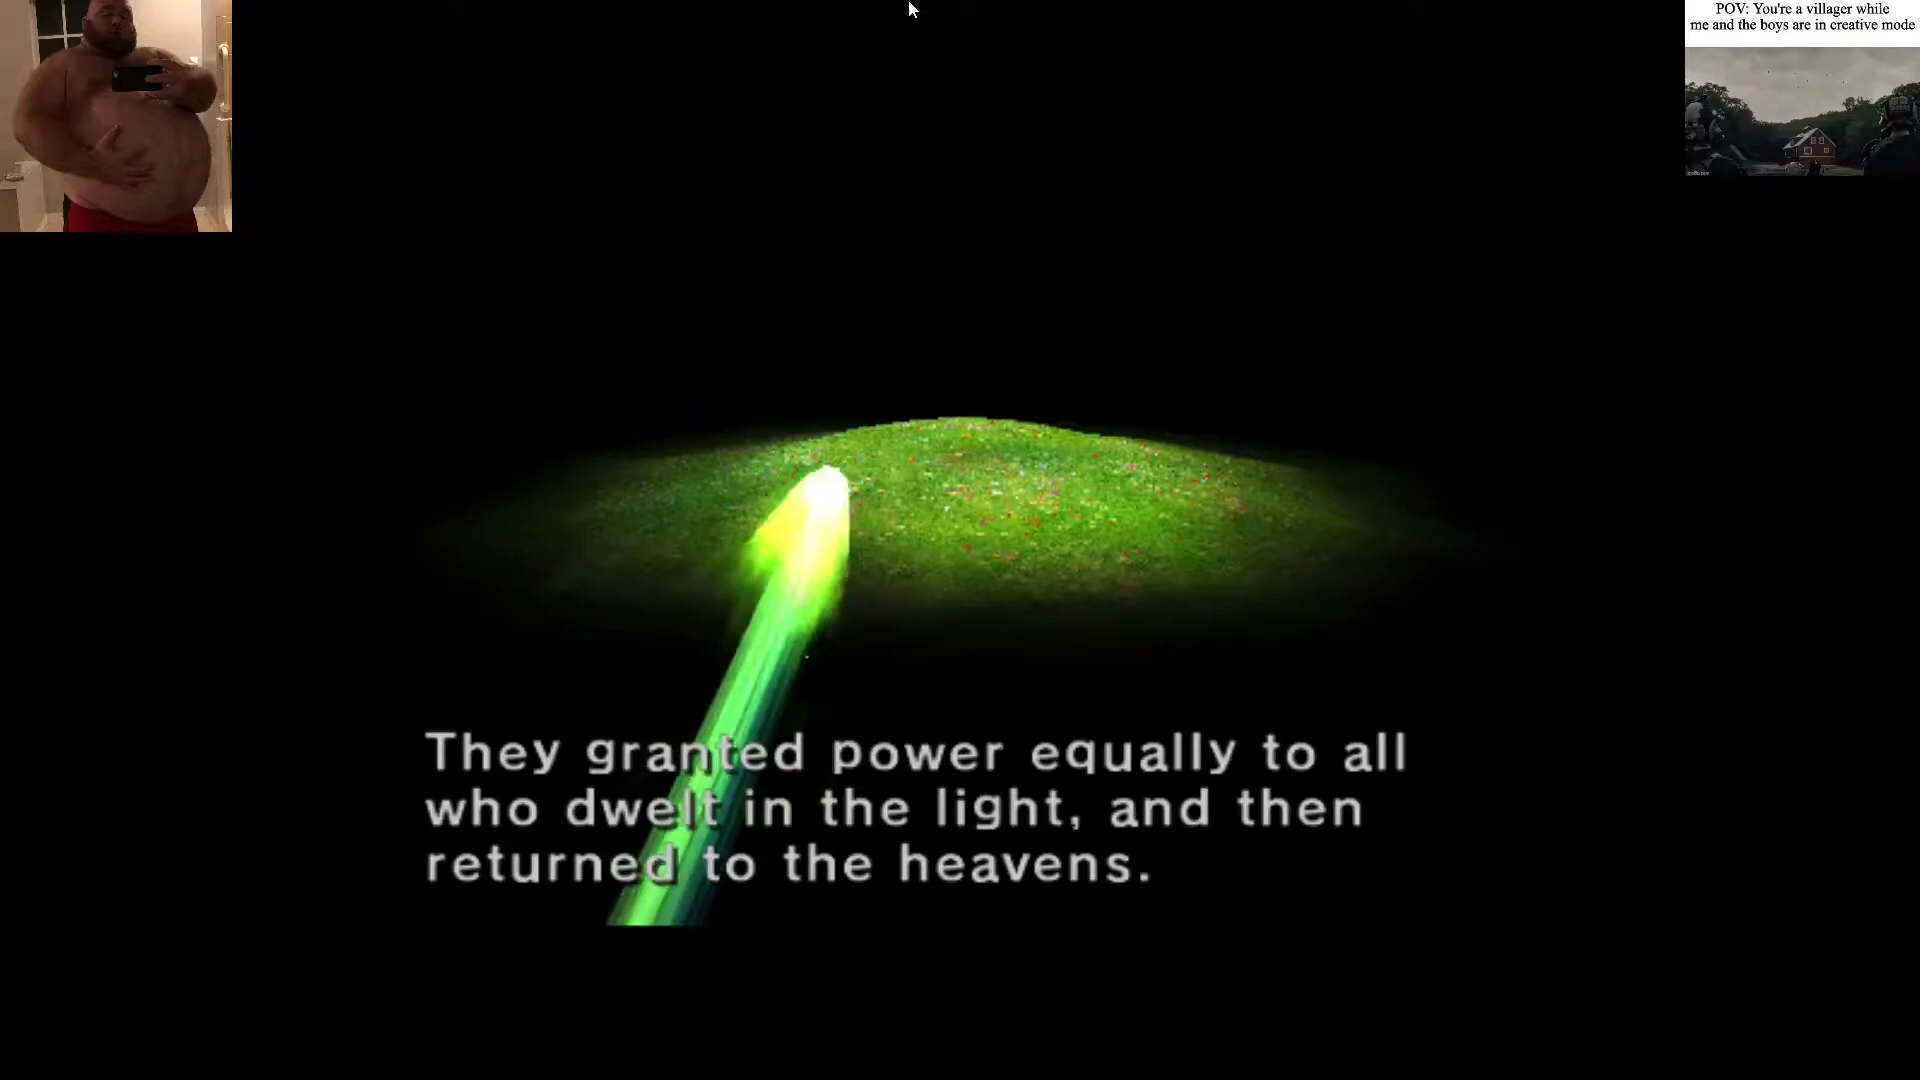 POV: You're a villager while
me and the boys are in creative mode
They granted power equally to all
who dwelt in the light, and then
returned to the heavens.